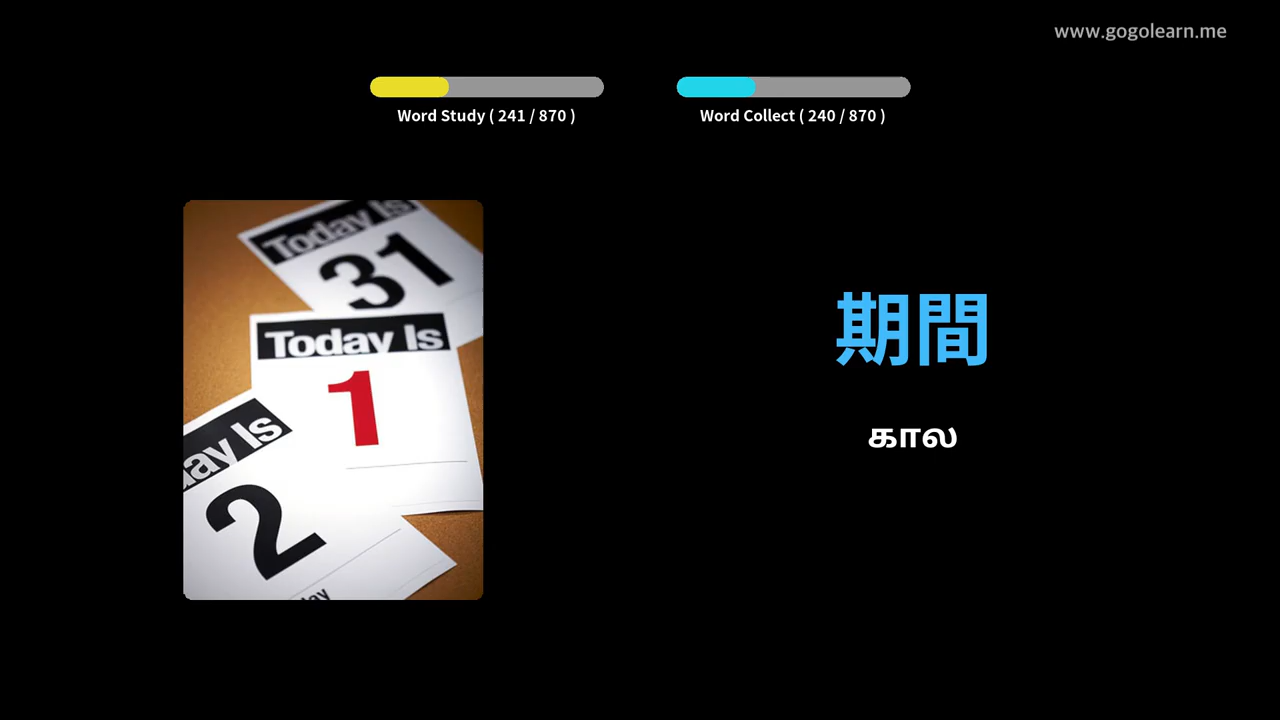 www.gogolearn.me
Word Study ( 241 / 870 )
Word Collect ( 240 / 870 )
Today Is
31
Today Is
1
ay Is
2
day
期間
கால